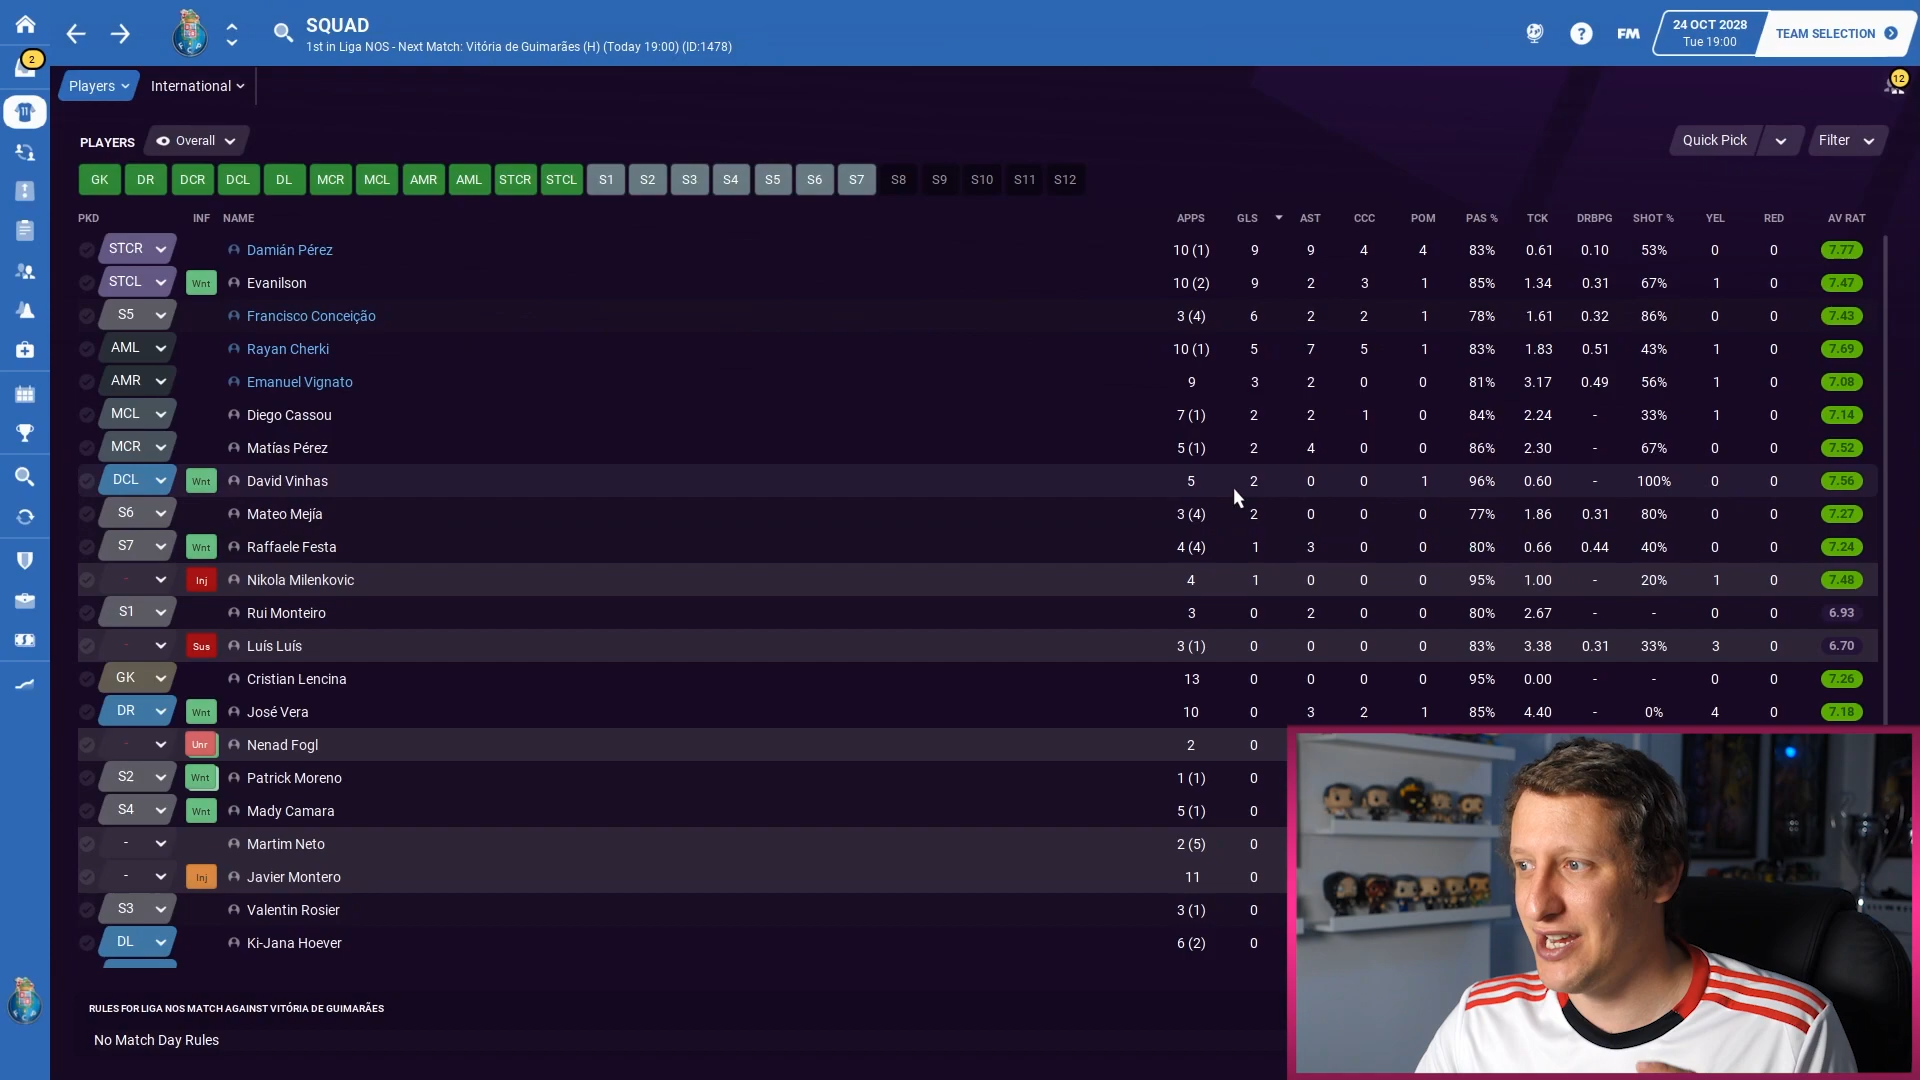 SQUAD
1st in Liga NOS - Next Match: Vitória de Guimarães (H) (Today 19:00) (ID:1478)
FM
24 OCT 2028
Tue 19:00
TEAM SELECTION
2
Players
International
12
PLAYERS
Overall
Quick Pick
Filter
GK DR DCR DCL DL MCR MCL AMR AML STCR STCL S1 S2 S3 S4 S5 S6 S7 S8 S9 S10 S11 S12
PKD INF NAME APPS GLS AST CCC POM PAS % TCK DRBPG SHOT % YEL RED AV RAT
STCR Damián Pérez 10 (1) 9 9 4 4 83% 0.61 0.10 53% 0 0 7.77
STCL Wnt Evanilson 10 (2) 9 2 3 1 85% 1.34 0.31 67% 1 0 7.47
S5 Francisco Conceição 3 (4) 6 2 2 1 78% 1.61 0.32 86% 0 0 7.43
AML Rayan Cherki 10 (1) 5 7 5 1 83% 1.83 0.51 43% 1 0 7.69
AMR Emanuel Vignato 9 3 2 0 0 81% 3.17 0.49 56% 1 0 7.08
MCL Diego Cassou 7 (1) 2 2 1 0 84% 2.24 - 33% 1 0 7.14
MCR Matías Pérez 5 (1) 2 4 0 0 86% 2.30 - 67% 0 0 7.52
DCL Wnt David Vinhas 5 2 0 0 1 96% 0.60 - 100% 0 0 7.56
S6 Mateo Mejía 3 (4) 2 0 0 0 77% 1.86 0.31 80% 0 0 7.27
S7 Wnt Raffaele Festa 4 (4) 1 3 0 0 80% 0.66 0.44 40% 0 0 7.24
- Inj Nikola Milenkovic 4 1 0 0 0 95% 1.00 - 20% 1 0 7.48
S1 Rui Monteiro 3 0 2 0 0 80% 2.67 - - 0 0 6.93
- Sus Luís Luís 3 (1) 0 0 0 0 83% 3.38 0.31 33% 3 0 6.70
GK Cristian Lencina 13 0 0 0 0 95% 0.00 - - 0 0 7.26
DR Wnt José Vera 10 0 3 2 1 85% 4.40 - 0% 4 0 7.18
- Unr Nenad Fogl 2 0
S2 Wnt Patrick Moreno 1 (1) 0
S4 Wnt Mady Camara 5 (1) 0
- Martim Neto 2 (5) 0
- Inj Javier Montero 11 0
S3 Valentin Rosier 3 (1) 0
DL Ki-Jana Hoever 6 (2) 0
RULES FOR LIGA NOS MATCH AGAINST VITÓRIA DE GUIMARÃES
No Match Day Rules